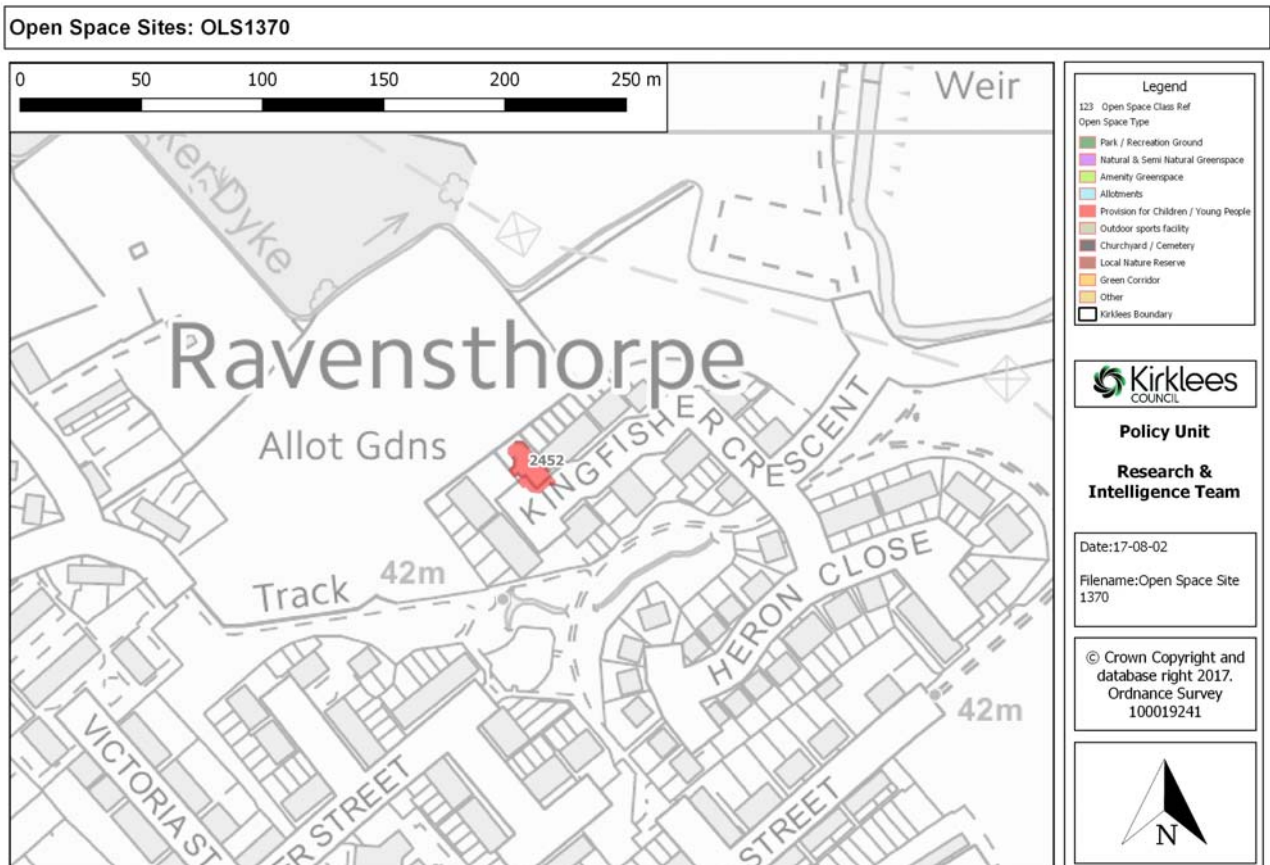 Open Space Sites: OLS1370
0 50 100 150 200 250 m
Weir
ker Dyke
Ravensthorpe
Allot Gdns
2452
KINGFISHER CRESCENT
HERON CLOSE
Track
42m
42m
VICTORIA ST
ER STREET
STREET
Legend
123 Open Space Class Ref
Open Space Type
Park / Recreation Ground
Natural & Semi Natural Greenspace
Amenity Greenspace
Allotments
Provision for Children / Young People
Outdoor sports facility
Churchyard / Cemetery
Local Nature Reserve
Green Corridor
Other
Kirklees Boundary
Kirklees
COUNCIL
Policy Unit
Research &
Intelligence Team
Date:17-08-02
Filename:Open Space Site
1370
© Crown Copyright and
database right 2017.
Ordnance Survey
100019241
N